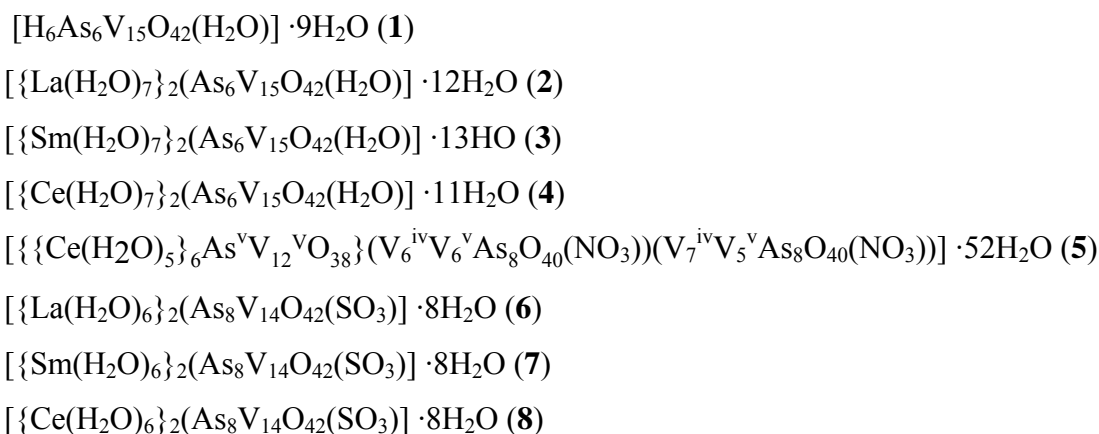 [H₆As₆V₁₅O₄₂(H₂O)] ·9H₂O (1)
[{La(H₂O)₇}₂(As₆V₁₅O₄₂(H₂O)] ·12H₂O (2)
[{Sm(H₂O)₇}₂(As₆V₁₅O₄₂(H₂O)] ·13HO (3)
[{Ce(H₂O)₇}₂(As₆V₁₅O₄₂(H₂O)] ·11H₂O (4)
[{{Ce(H2O)₅}₆AsᵛV₁₂ⱽO₃₈}(V₆ⁱᵛV₆ᵛAs₈O₄₀(NO₃))(V₇ⁱᵛV₅ᵛAs₈O₄₀(NO₃))] ·52H₂O (5)
[{La(H₂O)₆}₂(As₈V₁₄O₄₂(SO₃)] ·8H₂O (6)
[{Sm(H₂O)₆}₂(As₈V₁₄O₄₂(SO₃)] ·8H₂O (7)
[{Ce(H₂O)₆}₂(As₈V₁₄O₄₂(SO₃)] ·8H₂O (8)